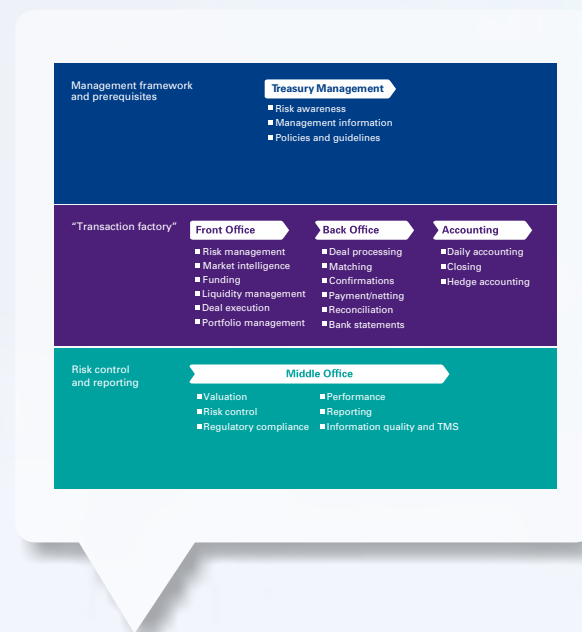 Management framework
and prerequisites
Treasury Management
Risk awareness
Management information
Policies and guidelines
“Transaction factory”
Front Office
Risk management
Market intelligence
Funding
Liquidity management
Deal execution
Portfolio management
Back Office
Deal processing
Matching
Confirmations
Payment/netting
Reconciliation
Bank statements
Accounting
Daily accounting
Closing
Hedge accounting
Risk control
and reporting
Middle Office
Valuation
Risk control
Regulatory compliance
Performance
Reporting
Information quality and TMS